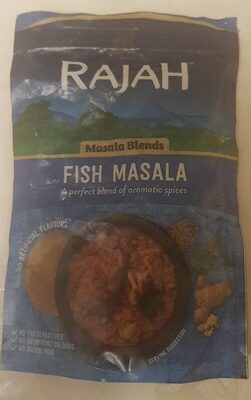 RAJAH
Masala Blends
FISH MASALA
A perfect blend of aromatic spices
NO ARTIFICIAL FLAVOURS
NO PRESERVATIVES
NO ARTIFICIAL COLOURS
NO ADDED MSG
SERVING SUGGESTION